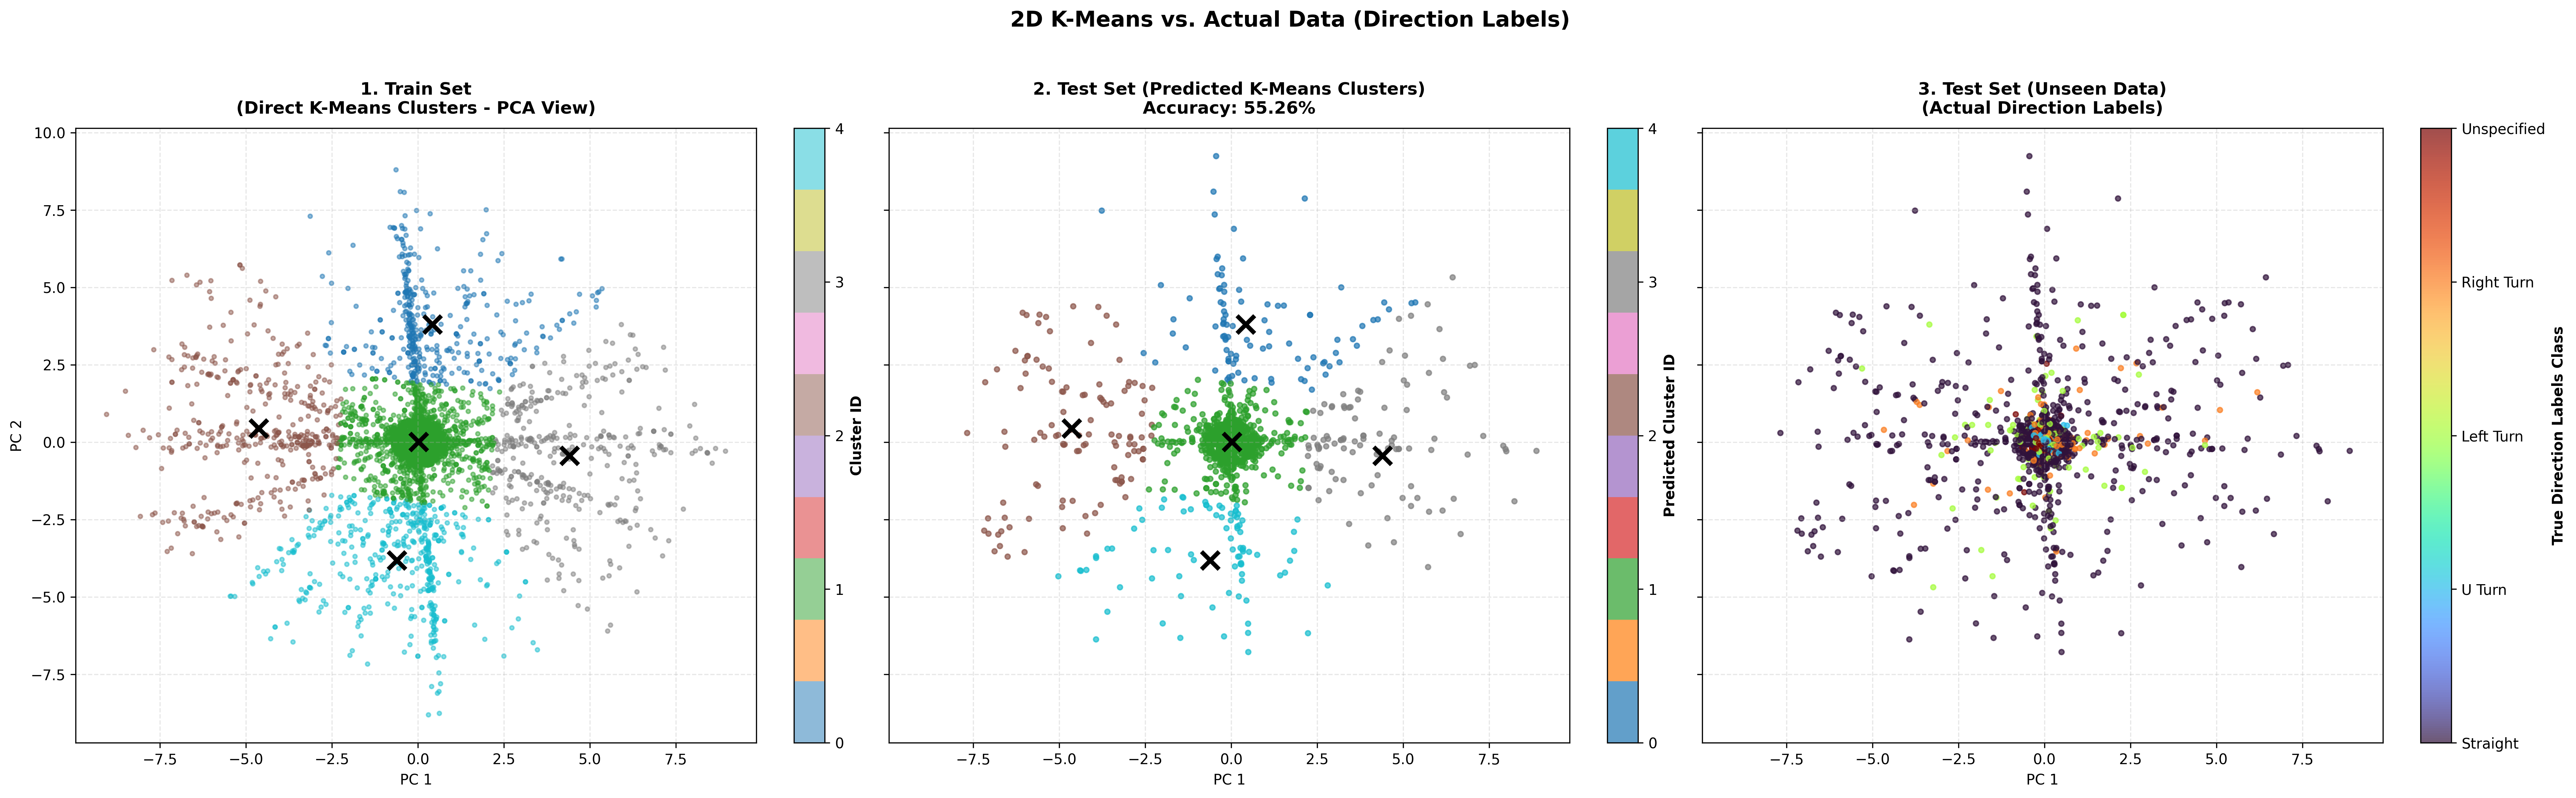 2D K-Means vs. Actual Data (Direction Labels)
1. Train Set
(Direct K-Means Clusters - PCA View)
10.0
7.5
5.0
2.5
0.0
−2.5
−5.0
−7.5
PC 2
−7.5 −5.0 −2.5 0.0 2.5 5.0 7.5
PC 1
4
3
2
1
0
Cluster ID
2. Test Set (Predicted K-Means Clusters)
Accuracy: 55.26%
−7.5 −5.0 −2.5 0.0 2.5 5.0 7.5
PC 1
4
3
2
1
0
Predicted Cluster ID
3. Test Set (Unseen Data)
(Actual Direction Labels)
−7.5 −5.0 −2.5 0.0 2.5 5.0 7.5
PC 1
Unspecified
Right Turn
Left Turn
U Turn
Straight
True Direction Labels Class